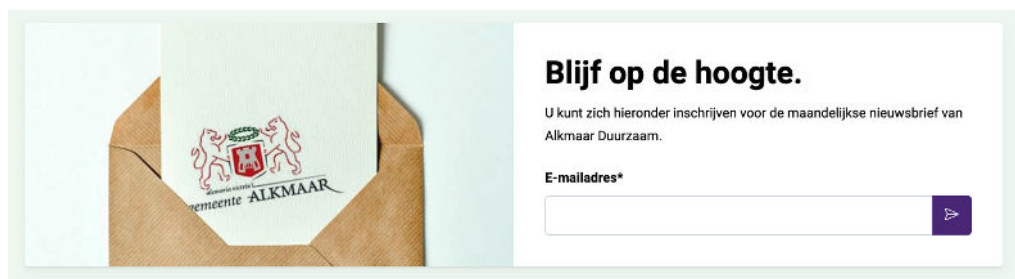 Blijf op de hoogte.
U kunt zich hieronder inschrijven voor de maandelijkse nieuwsbrief van
Alkmaar Duurzaam.
E-mailadres*
gemeente ALKMAAR